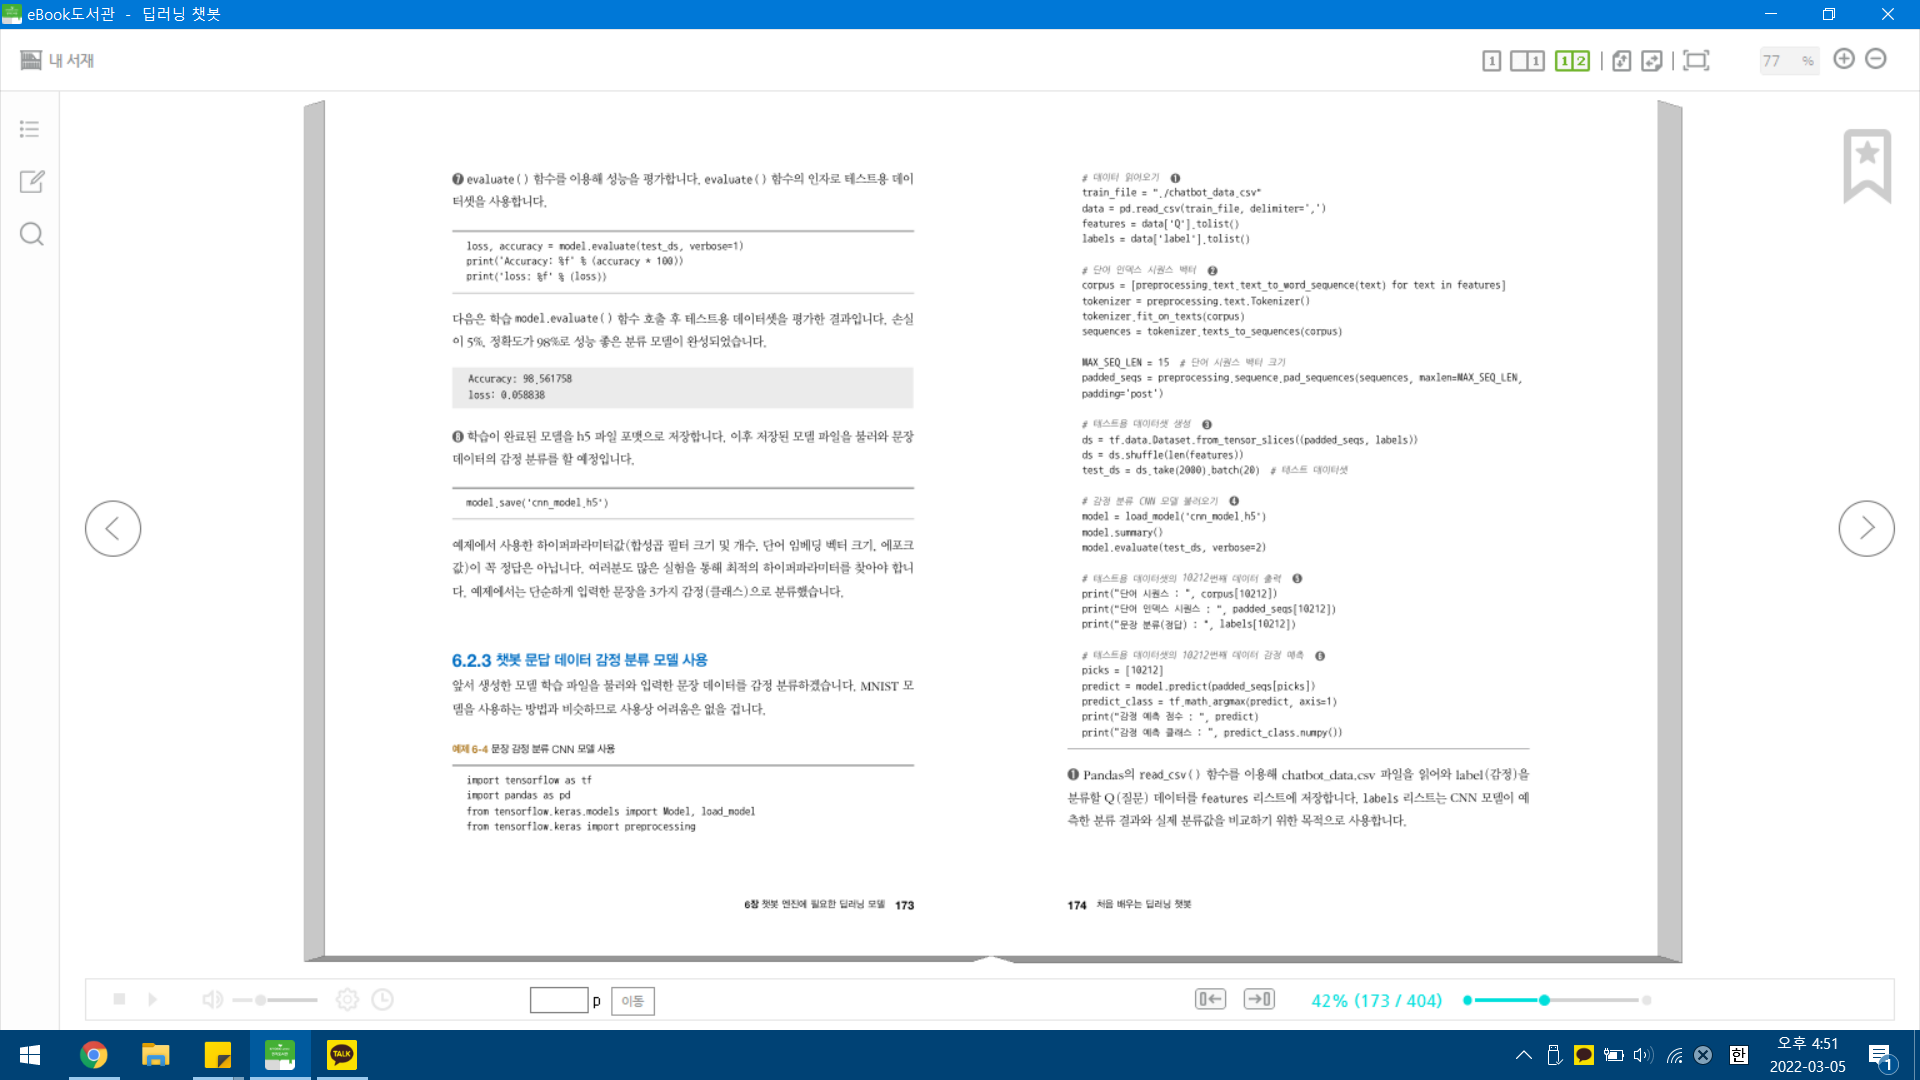 eBook도서관 - 딥러닝 챗봇
내 서재
1 1 1 2 77 %
❼ evaluate() 함수를 이용해 성능을 평가합니다. evaluate() 함수의 인자로 테스트용 데이
터셋을 사용합니다.
loss, accuracy = model.evaluate(test_ds, verbose=1)
print('Accuracy: %f' % (accuracy * 100))
print('loss: %f' % (loss))
다음은 학습 model.evaluate() 함수 호출 후 테스트용 데이터셋을 평가한 결과입니다. 손실
이 5%, 정확도가 98%로 성능 좋은 분류 모델이 완성되었습니다.
Accuracy: 98.561758
loss: 0.058838
❽ 학습이 완료된 모델을 h5 파일 포맷으로 저장합니다. 이후 저장된 모델 파일을 불러와 문장
데이터의 감정 분류를 할 예정입니다.
model.save('cnn_model.h5')
예제에서 사용한 하이퍼파라미터값(합성곱 필터 크기 및 개수, 단어 임베딩 벡터 크기, 에포크
값)이 꼭 정답은 아닙니다. 여러분도 많은 실험을 통해 최적의 하이퍼파라미터를 찾아야 합니
다. 예제에서는 단순하게 입력한 문장을 3가지 감정(클래스)으로 분류했습니다.
6.2.3 챗봇 문답 데이터 감정 분류 모델 사용
앞서 생성한 모델 학습 파일을 불러와 입력한 문장 데이터를 감정 분류하겠습니다. MNIST 모
델을 사용하는 방법과 비슷하므로 사용상 어려움은 없을 겁니다.
예제 6-4 문장 감정 분류 CNN 모델 사용
import tensorflow as tf
import pandas as pd
from tensorflow.keras.models import Model, load_model
from tensorflow.keras import preprocessing
6장 챗봇 엔진에 필요한 딥러닝 모델 173
# 데이터 읽어오기 ❶
train_file = "./chatbot_data.csv"
data = pd.read_csv(train_file, delimiter=',')
features = data['Q'].tolist()
labels = data['label'].tolist()
# 단어 인덱스 시퀀스 벡터 ❷
corpus = [preprocessing.text.text_to_word_sequence(text) for text in features]
tokenizer = preprocessing.text.Tokenizer()
tokenizer.fit_on_texts(corpus)
sequences = tokenizer.texts_to_sequences(corpus)
MAX_SEQ_LEN = 15 # 단어 시퀀스 벡터 크기
padded_seqs = preprocessing.sequence.pad_sequences(sequences, maxlen=MAX_SEQ_LEN,
padding='post')
# 테스트용 데이터셋 생성 ❸
ds = tf.data.Dataset.from_tensor_slices((padded_seqs, labels))
ds = ds.shuffle(len(features))
test_ds = ds.take(2000).batch(20) # 테스트 데이터셋
# 감정 분류 CNN 모델 불러오기 ❹
model = load_model('cnn_model.h5')
model.summary()
model.evaluate(test_ds, verbose=2)
# 테스트용 데이터셋의 10212번째 데이터 출력 ❺
print("단어 시퀀스 : ", corpus[10212])
print("단어 인덱스 시퀀스 : ", padded_seqs[10212])
print("문장 분류(정답) : ", labels[10212])
# 테스트용 데이터셋의 10212번째 데이터 감정 예측 ❻
picks = [10212]
predict = model.predict(padded_seqs[picks])
predict_class = tf.math.argmax(predict, axis=1)
print("감정 예측 점수 : ", predict)
print("감정 예측 클래스 : ", predict_class.numpy())
❶ Pandas의 read_csv() 함수를 이용해 chatbot_data.csv 파일을 읽어와 label(감정)을
분류할 Q(질문) 데이터를 features 리스트에 저장합니다. labels 리스트는 CNN 모델이 예
측한 분류 결과와 실제 분류값을 비교하기 위한 목적으로 사용합니다.
174 처음 배우는 딥러닝 챗봇
p 이동
42% (173 / 404)
TALK
한
오후 4:51
2022-03-05
1